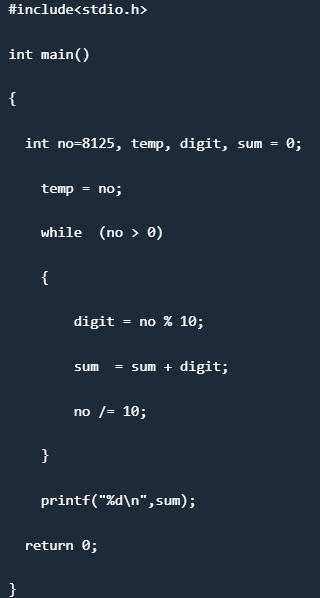 #include<stdio.h>
int main()
{
int no=8125, temp, digit, sum = 0;
temp = no;
while  (no > 0)
{
digit = no % 10;
sum  = sum + digit;
no /= 10;
}
printf("%d\n",sum);
return 0;
}